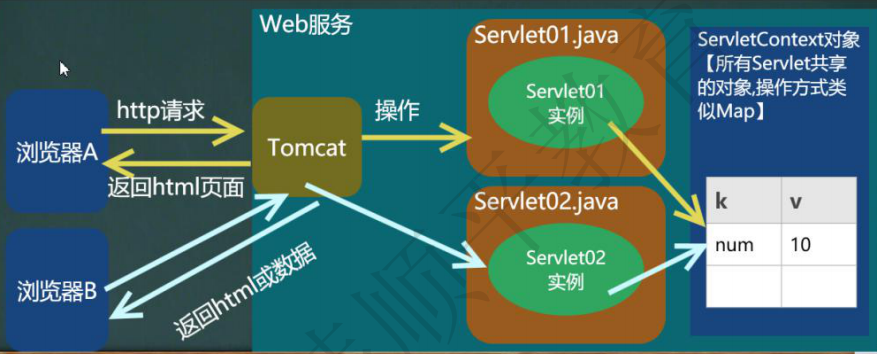 Web服务
Servlet01.java
ServletContext对象
【所有Servlet共享
的对象,操作方式类
似Map】
Servlet01
实例
http请求
操作
浏览器A
Tomcat
返回html页面
k
v
num
10
Servlet02.java
Servlet02
实例
浏览器B
返回html或数据
顺平教育